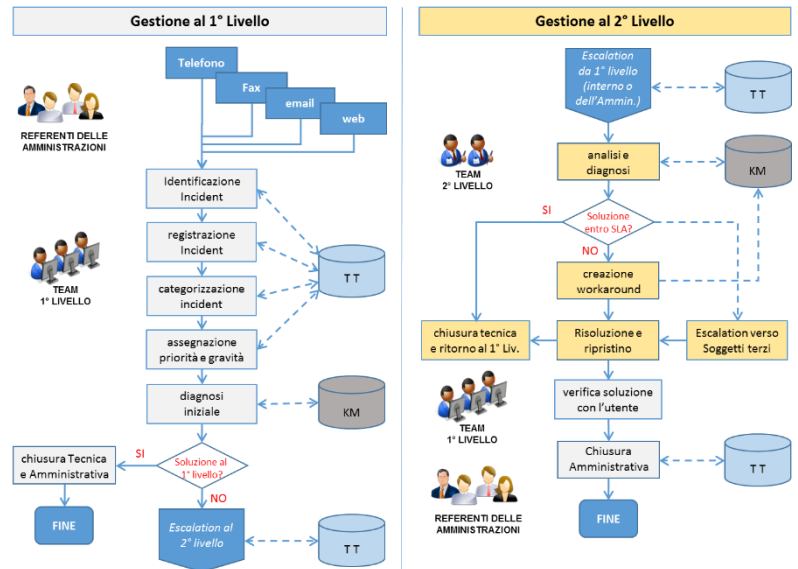 Gestione al 1° Livello
Telefono
Fax
email
web
REFERENTI DELLE
AMMINISTRAZIONI
Identificazione
Incident
registrazione
Incident
TEAM
1° LIVELLO
TT
categorizzazione
incident
assegnazione
priorità e gravità
diagnosi
iniziale
KM
chiusura Tecnica
e Amministrativa
SI
Soluzione al
1° livello?
NO
FINE
Escalation al
2° livello
TT
Gestione al 2° Livello
Escalation
da 1° livello
(interno o
dell'Ammin.)
TT
TEAM
2° LIVELLO
analisi e
diagnosi
KM
SI
Soluzione
entro SLA?
NO
creazione
workaround
chiusura tecnica
e ritorno al 1° Liv.
Risoluzione e
ripristino
Escalation verso
Soggetti terzi
TEAM
1° LIVELLO
verifica soluzione
con l'utente
Chiusura
Amministrativa
TT
REFERENTI DELLE
AMMINISTRAZIONI
FINE